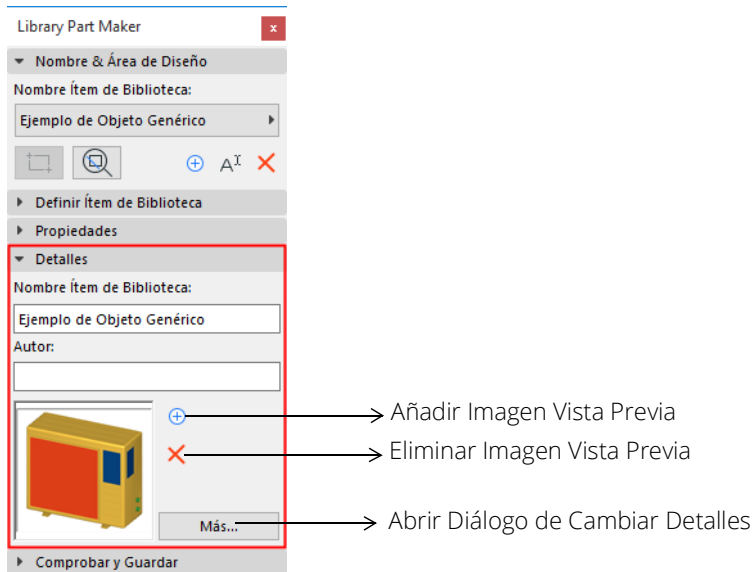 Library Part Maker
x
Nombre & Área de Diseño
Nombre Ítem de Biblioteca:
Ejemplo de Objeto Genérico
A
Definir Ítem de Biblioteca
Propiedades
Detalles
Nombre Ítem de Biblioteca:
Ejemplo de Objeto Genérico
Autor:
Añadir Imagen Vista Previa
Eliminar Imagen Vista Previa
Más...
Abrir Diálogo de Cambiar Detalles
Comprobar y Guardar